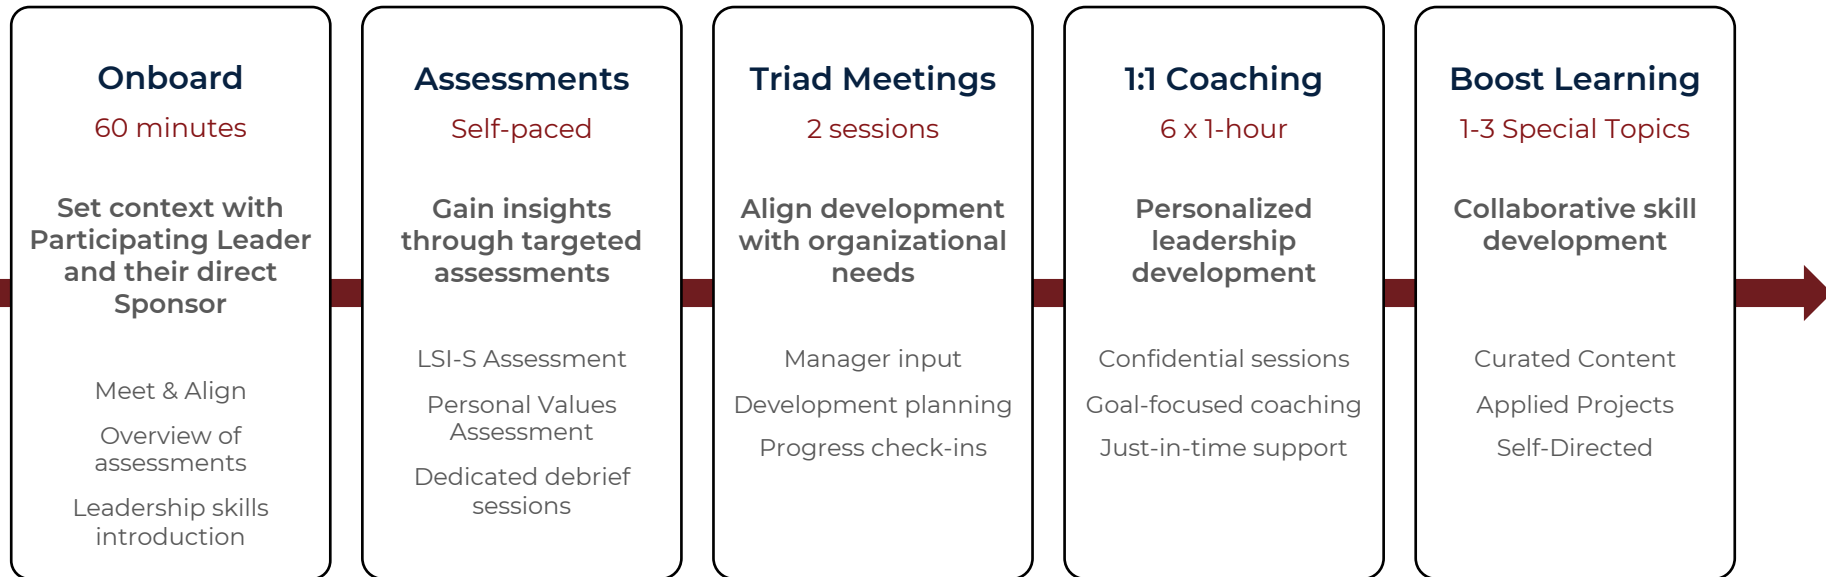 Onboard
60 minutes
Set context with
Participating Leader
and their direct
Sponsor
Meet & Align
Overview of
assessments
Leadership skills
introduction
Assessments
Self-paced
Gain insights
through targeted
assessments
LSI-S Assessment
Personal Values
Assessment
Dedicated debrief
sessions
Triad Meetings
2 sessions
Align development
with organizational
needs
Manager input
Development planning
Progress check-ins
1:1 Coaching
6 x 1-hour
Personalized
leadership
development
Confidential sessions
Goal-focused coaching
Just-in-time support
Boost Learning
1-3 Special Topics
Collaborative skill
development
Curated Content
Applied Projects
Self-Directed